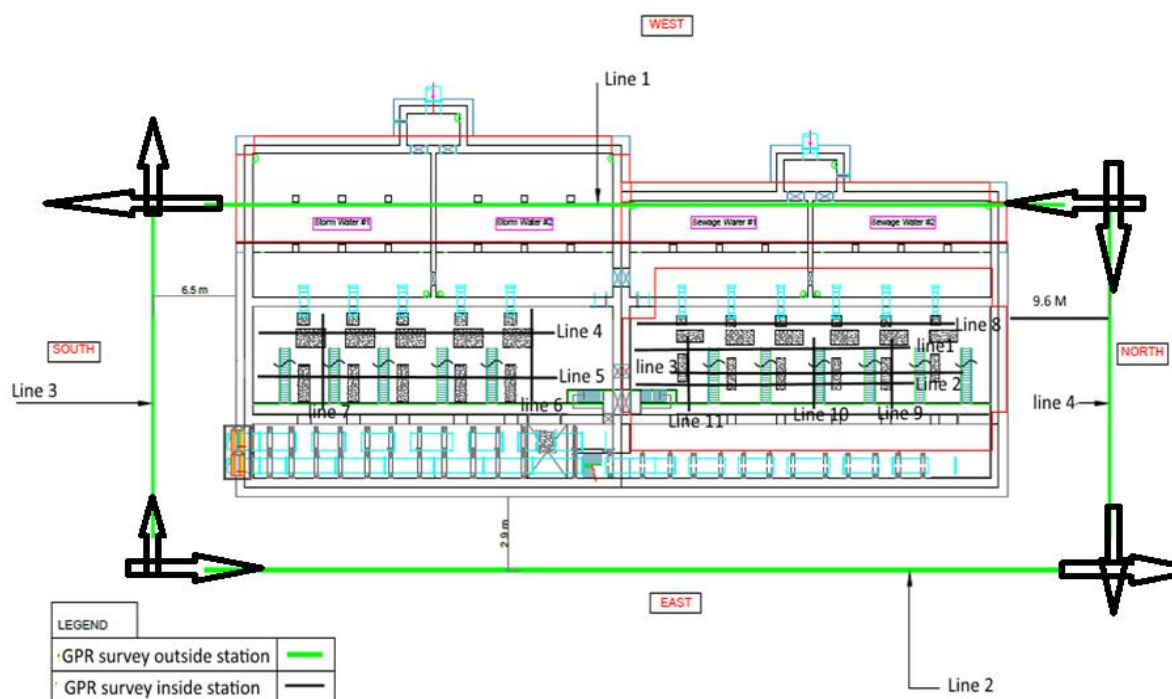 WEST
Line 1
Storm Water #1
Storm Water #2
Sewage Warer #1
Sewage Water #2
6.5 m
9.6 M
SOUTH
NORTH
Line 4
Line 8
line1
Line 5
line 3
Line 2
Line 3
line 4
line 7
line 6
Line 11
Line 10
Line 9
2.9 m
EAST
LEGEND
GPR survey outside station
GPR survey inside station
Line 2